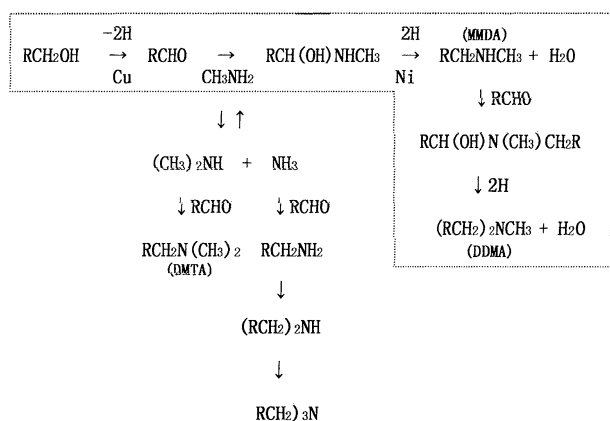 -2H 2H (MMDA)
RCH2OH → RCHO → RCH(OH)NHCH3 → RCH2NHCH3 + H2O
Cu CH3NH2 Ni
↓RCHO
↓↑
RCH(OH)N(CH3)CH2R
(CH3)2NH + NH3
↓2H
↓RCHO ↓RCHO
(RCH2)2NCH3 + H2O
RCH2N(CH3)2 RCH2NH2
(DDMA)
(DMTA)
↓
(RCH2)2NH
↓
RCH2)3N